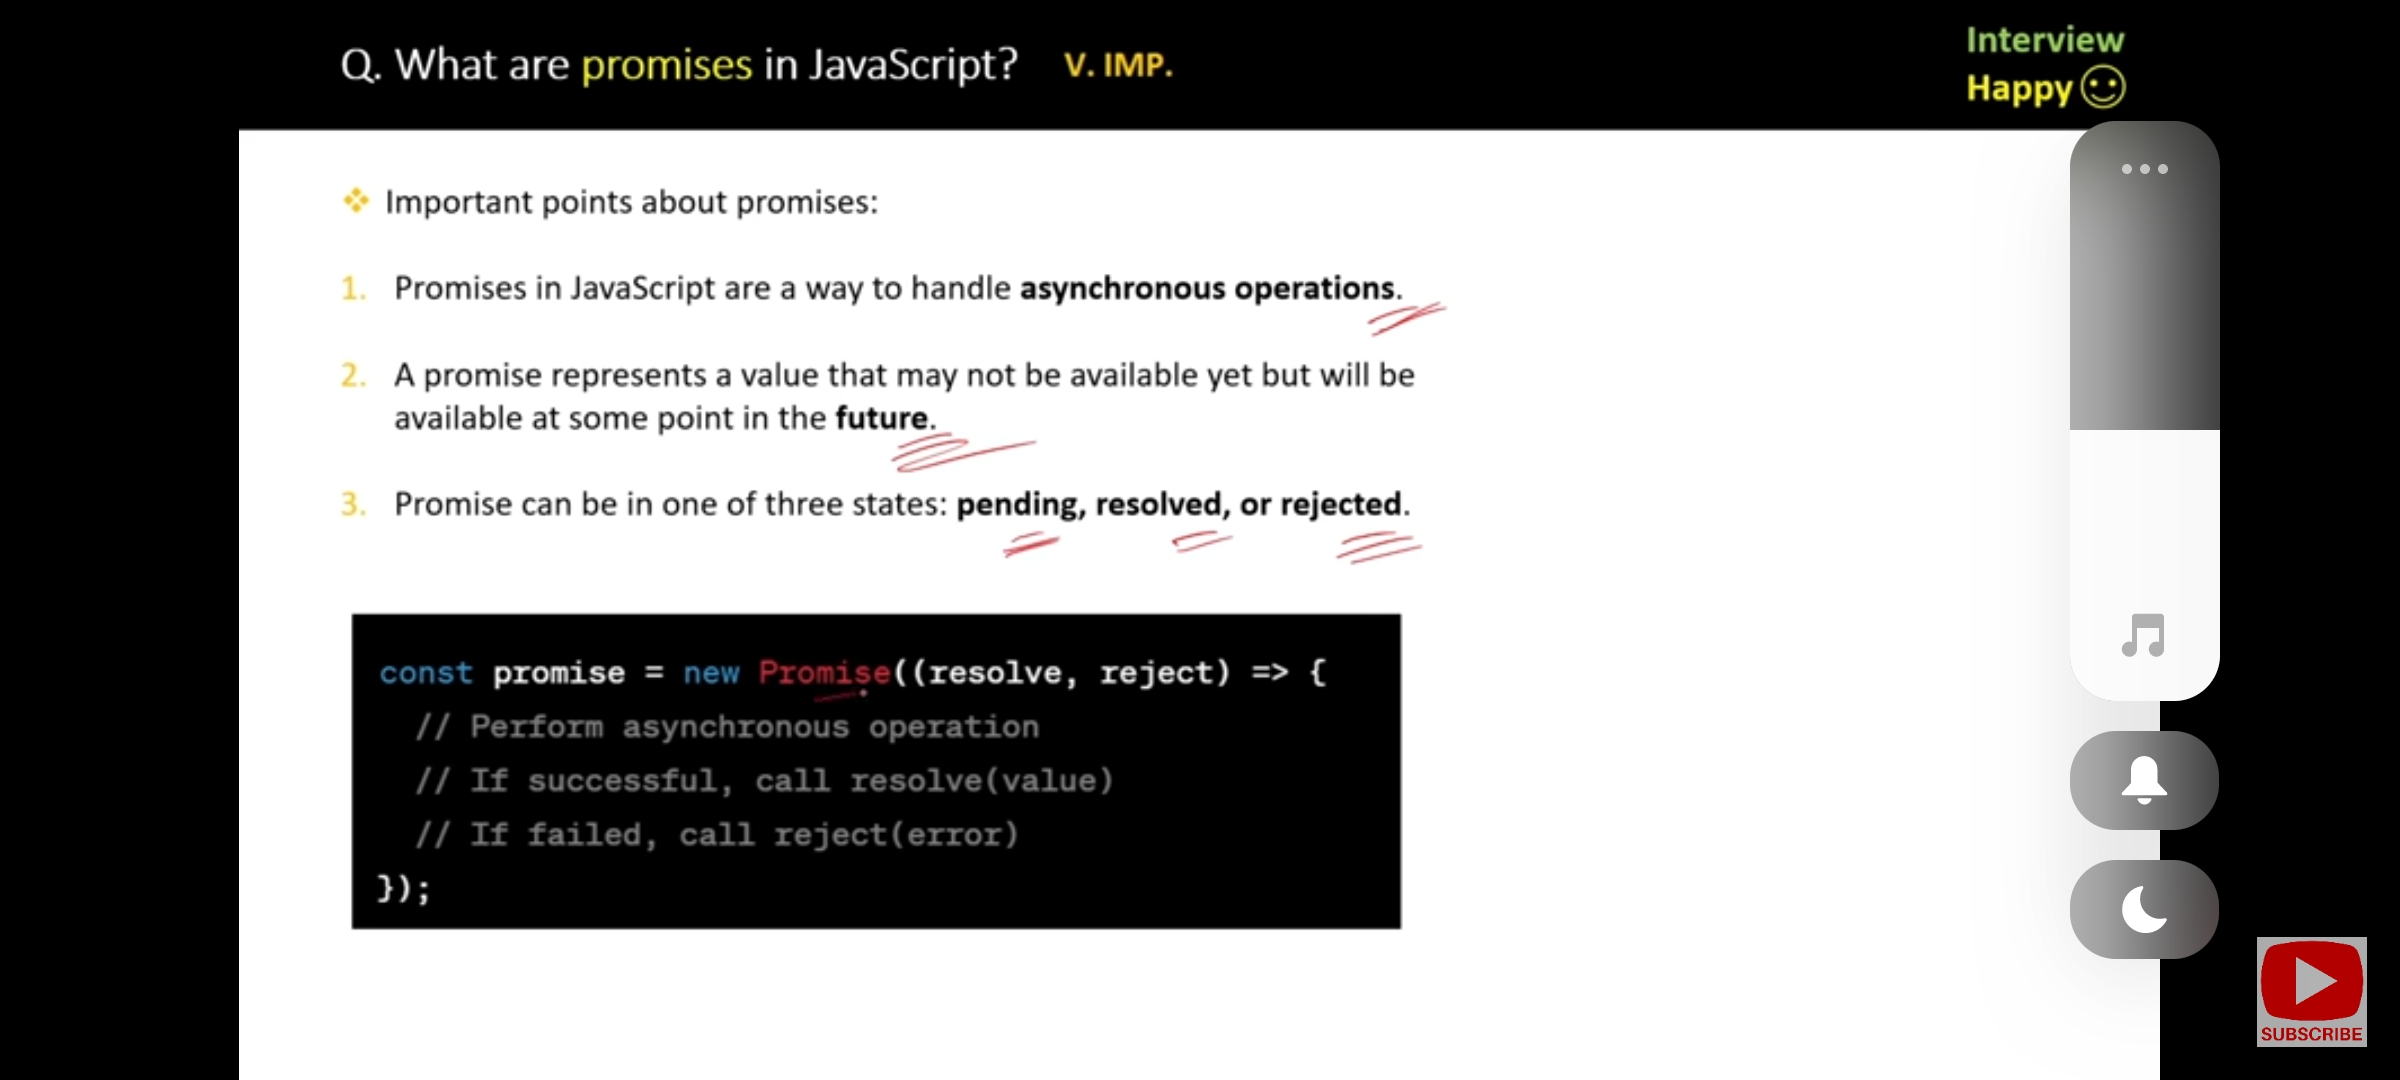 Q. What are promises in JavaScript? V. IMP.
Interview
Happy
Important points about promises:
1. Promises in JavaScript are a way to handle asynchronous operations.
2. A promise represents a value that may not be available yet but will be
available at some point in the future.
3. Promise can be in one of three states: pending, resolved, or rejected.
const promise = new Promise((resolve, reject) => {
// Perform asynchronous operation
// If successful, call resolve(value)
// If failed, call reject(error)
});
SUBSCRIBE